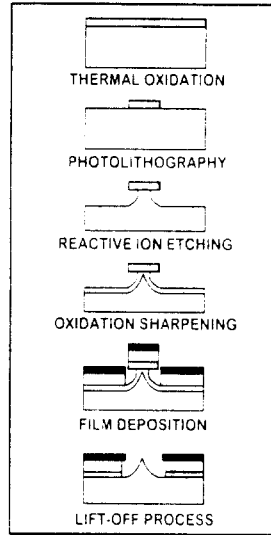 THERMAL OXIDATION
PHOTOLITHOGRAPHY
REACTIVE ION ETCHING
OXIDATION SHARPENING
FILM DEPOSITION
LIFT-OFF PROCESS